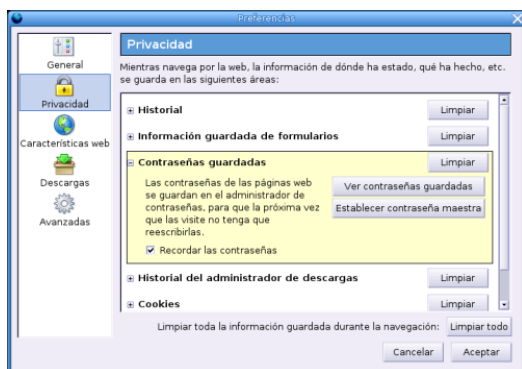 Preferencias
General
Privacidad
Características web
Descargas
Avanzadas
Privacidad
Mientras navega por la web, la información de dónde ha estado, qué ha hecho, etc.
se guarda en las siguientes áreas:
Historial Limpiar
Información guardada de formularios Limpiar
Contraseñas guardadas Limpiar
Las contraseñas de las páginas web
se guardan en el administrador de
contraseñas, para que la próxima vez
que las visite no tenga que
reescribirlas.
Ver contraseñas guardadas
Establecer contraseña maestra
Recordar las contraseñas
Historial del administrador de descargas Limpiar
Cookies Limpiar
Limpiar toda la información guardada durante la navegación: Limpiar todo
Cancelar Aceptar